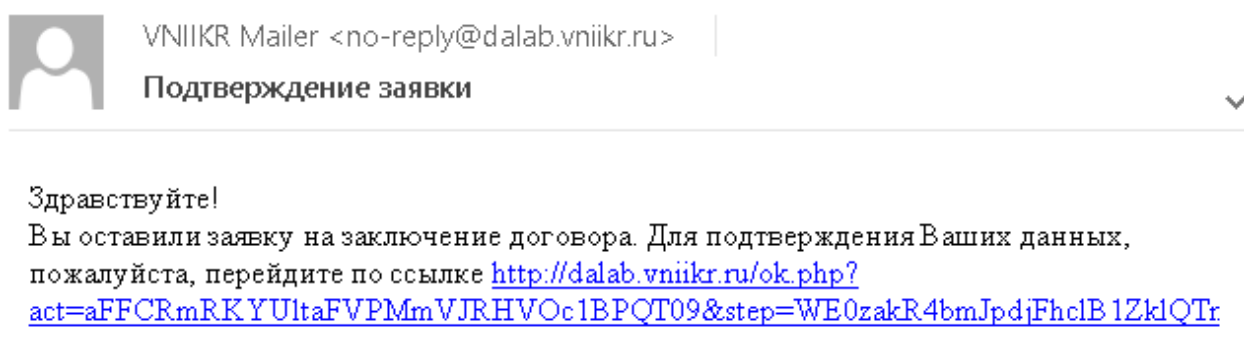 VNIIKR Mailer <no-reply@dalab.vniikr.ru>
Подтверждение заявки
Здравствуйте!
Вы оставили заявку на заключение договора. Для подтверждения Ваших данных,
пожалуйста, перейдите по ссылке http://dalab.vniikr.ru/ok.php?
act=aFFCRmRKYUltaFVPMmVJRHVOc1BPQT09&step=WE0zakR4bmJpdjFhclB1ZklQTr